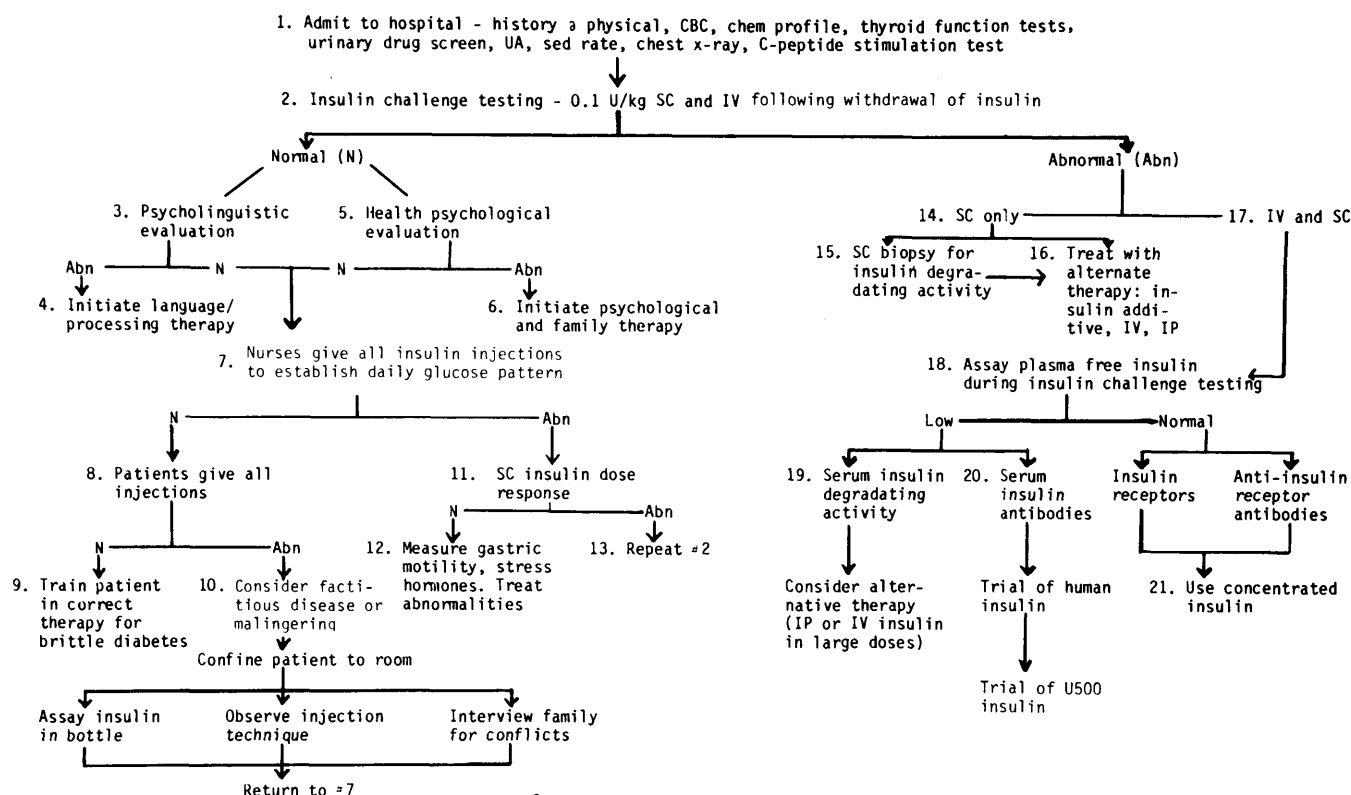 1. Admit to hospital - history a physical, CBC, chem profile, thyroid function tests,
urinary drug screen, UA, sed rate, chest x-ray, C-peptide stimulation test
2. Insulin challenge testing - 0.1 U/kg SC and IV following withdrawal of insulin
Normal (N)
Abnormal (Abn)
3. Psycholinguistic
evaluation
5. Health psychological
evaluation
14. SC only
17. IV and SC
Abn
N
N
Abn
15. SC biopsy for
insulin degra-
dating activity
16. Treat with
alternate
therapy: in-
sulin addi-
tive, IV, IP
4. Initiate language/
processing therapy
6. Initiate psychological
and family therapy
7. Nurses give all insulin injections
to establish daily glucose pattern
18. Assay plasma free insulin
during insulin challenge testing
N
Abn
Low
Normal
8. Patients give all
injections
11. SC insulin dose
response
19. Serum insulin
degradating
activity
20. Serum
insulin
antibodies
Insulin
receptors
Anti-insulin
receptor
antibodies
N
Abn
N
Abn
9. Train patient
in correct
therapy for
brittle diabetes
10. Consider facti-
tious disease or
malingering
12. Measure gastric
motility, stress
hormones. Treat
abnormalities
13. Repeat #2
Consider alter-
native therapy
(IP or IV insulin
in large doses)
Trial of human
insulin
21. Use concentrated
insulin
Confine patient to room
Trial of U500
insulin
Assay insulin
in bottle
Observe injection
technique
Interview family
for conflicts
Return to #7